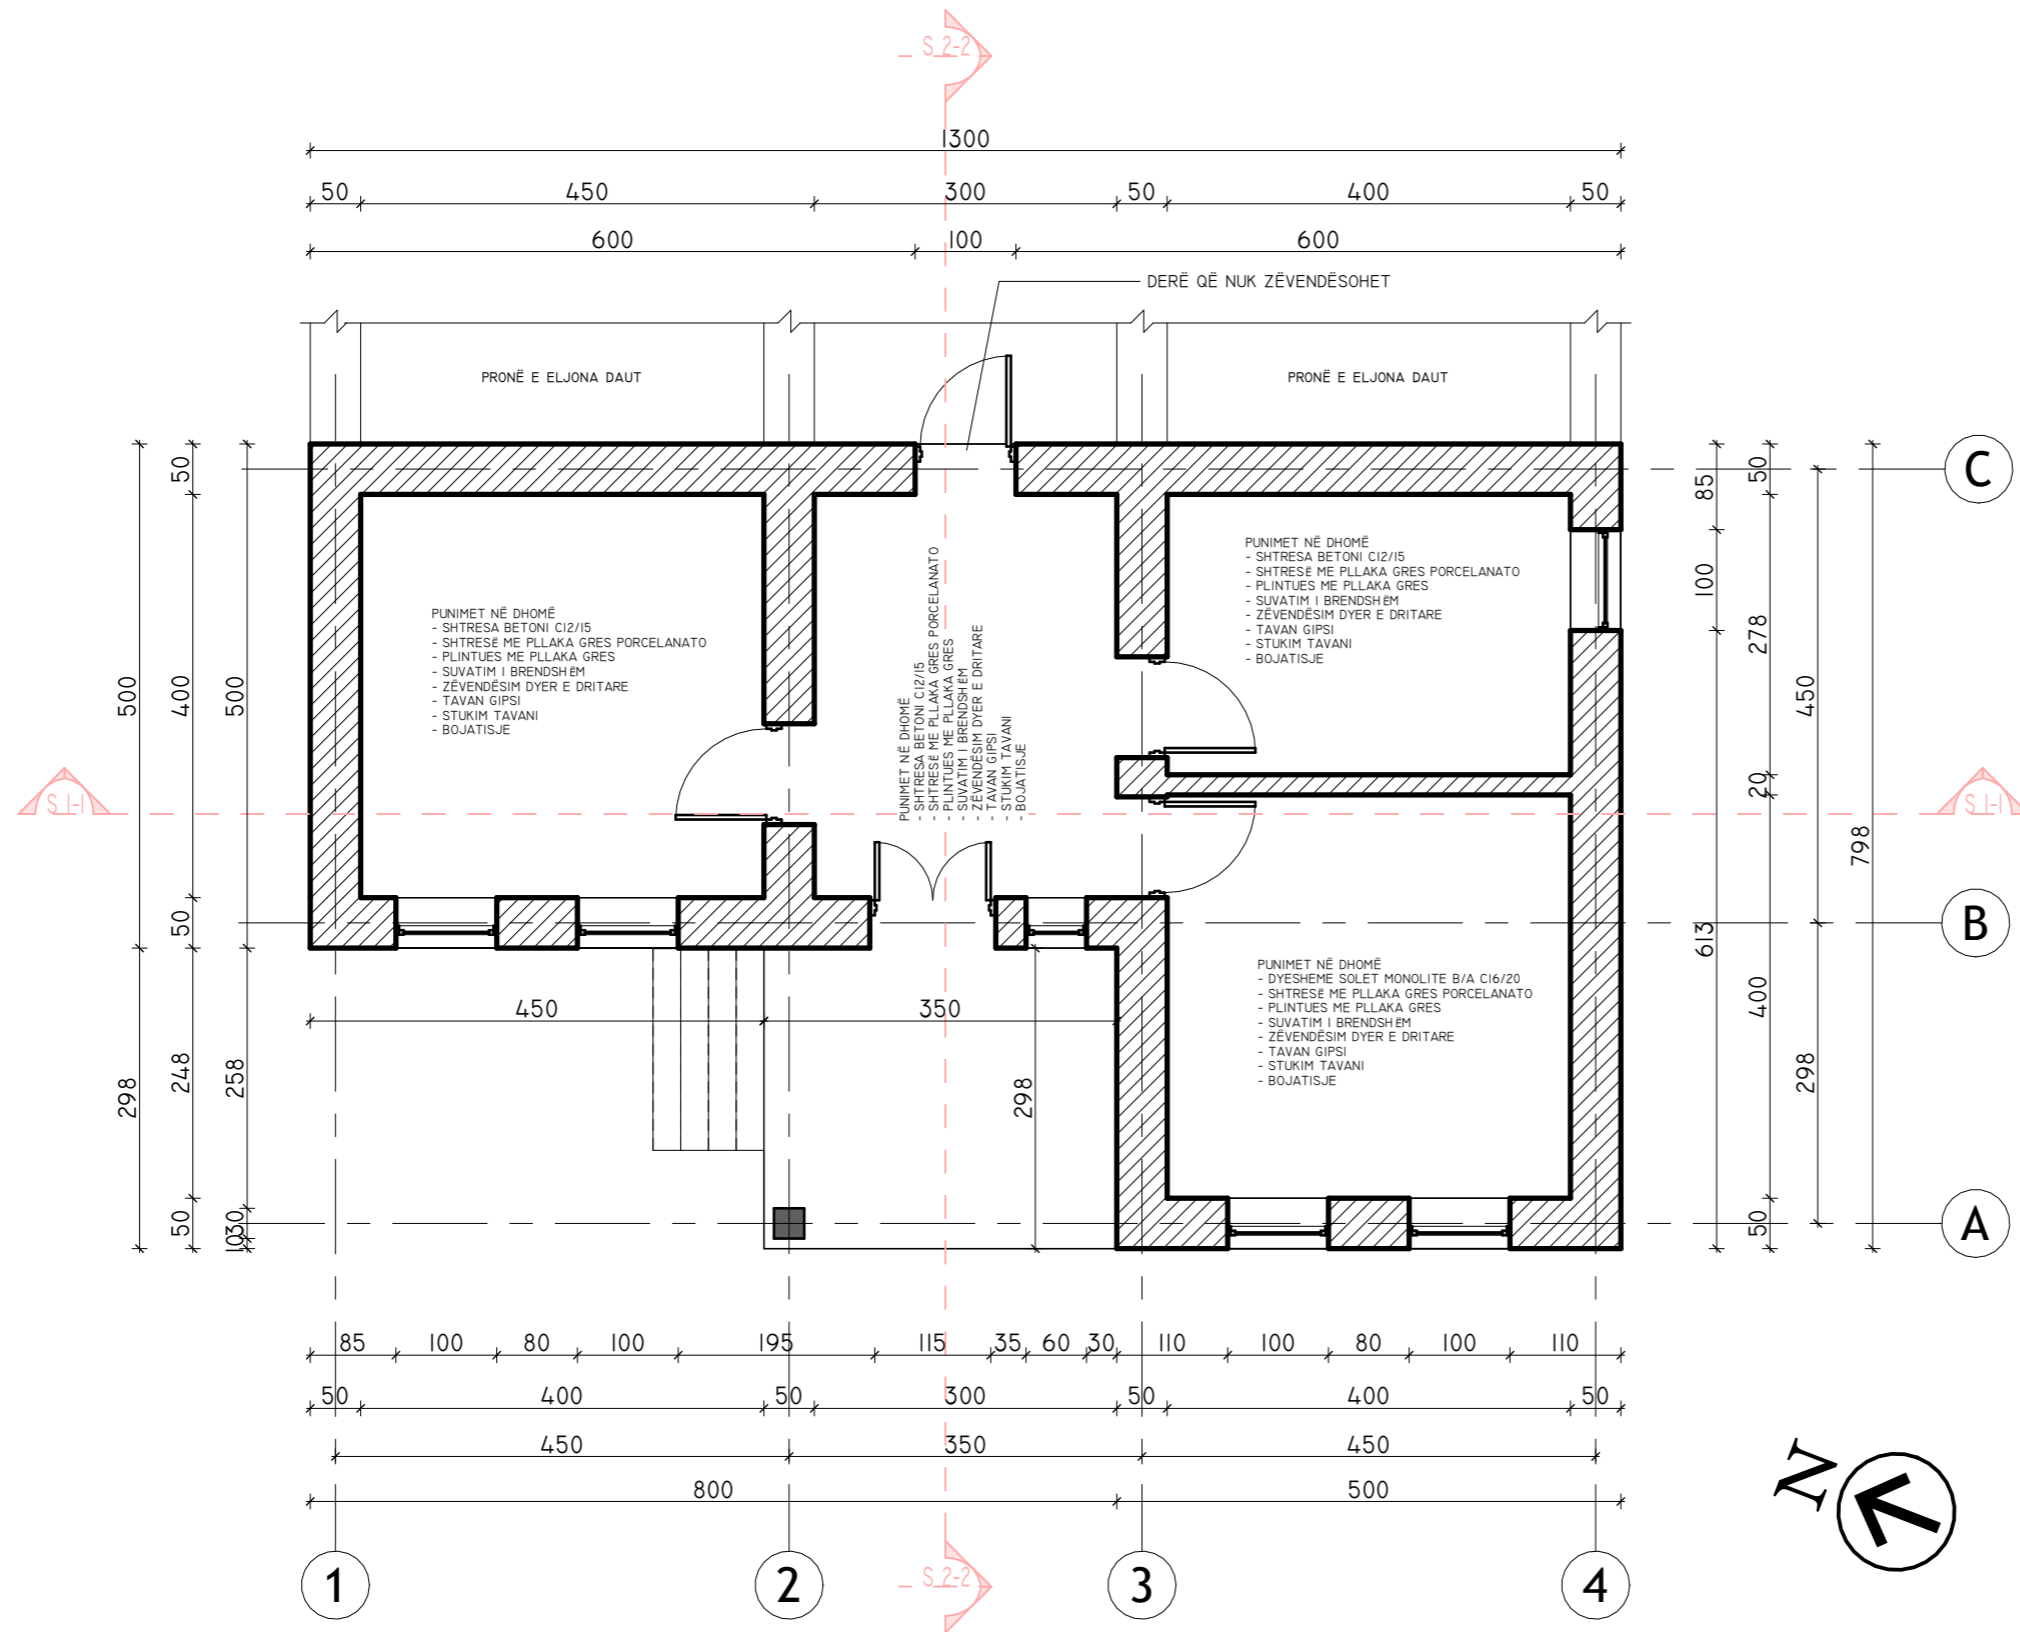 S 2-2
1300
50 450 300 50 400 50
600 100 600
DERË QË NUK ZËVENDËSOHET
PRONË E ELJONA DAUT
PRONË E ELJONA DAUT
C
B
A
PUNIMET NË DHOMË
- SHTRESA BETONI C12/15
- SHTRESË ME PLLAKA GRES PORCELANATO
- PLINTUES ME PLLAKA GRES
- SUVATIM I BRENDSHËM
- ZËVENDËSIM DYER E DRITARE
- TAVAN GIPSI
- STUKIM TAVANI
- BOJATISJE
PUNIMET NË DHOMË
- SHTRESA BETONI C12/15
- SHTRESË ME PLLAKA GRES PORCELANATO
- PLINTUES ME PLLAKA GRES
- SUVATIM I BRENDSHËM
- ZËVENDËSIM DYER E DRITARE
- TAVAN GIPSI
- STUKIM TAVANI
- BOJATISJE
PUNIMET NË DHOMË
- SHTRESA BETONI C12/15
- SHTRESË ME PLLAKA GRES PORCELANATO
- PLINTUES ME PLLAKA GRES
- SUVATIM I BRENDSHËM
- ZËVENDËSIM DYER E DRITARE
- TAVAN GIPSI
- STUKIM TAVANI
- BOJATISJE
PUNIMET NË DHOMË
- DYESHEME SOLET MONOLITE B/A C16/20
- SHTRESË ME PLLAKA GRES PORCELANATO
- PLINTUES ME PLLAKA GRES
- SUVATIM I BRENDSHËM
- ZËVENDËSIM DYER E DRITARE
- TAVAN GIPSI
- STUKIM TAVANI
- BOJATISJE
S 1-1
S 1-1
500 298
50 400 50 248 50
500 258 30 10
450 350
298
85 100 613
50 278 20 400 50
450 298
798
85 100 80 100 195 115 35 60 30 110 100 80 100 110
50 400 50 300 50 400 50
450 350 450
800 500
1 2 3 4
S 2-2
N